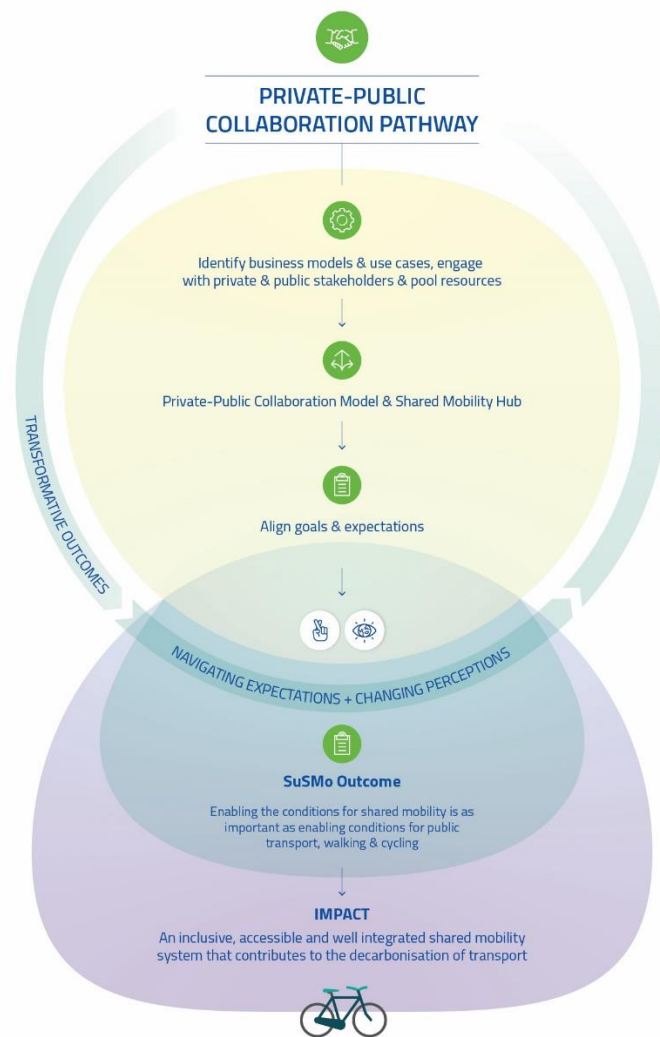 PRIVATE-PUBLIC
COLLABORATION PATHWAY
Identify business models & use cases, engage
with private & public stakeholders & pool resources
Private-Public Collaboration Model & Shared Mobility Hub
Align goals & expectations
TRANSFORMATIVE OUTCOMES
NAVIGATING EXPECTATIONS + CHANGING PERCEPTIONS
SuSMo Outcome
Enabling the conditions for shared mobility is as
important as enabling conditions for public
transport, walking & cycling
IMPACT
An inclusive, accessible and well integrated shared mobility
system that contributes to the decarbonisation of transport